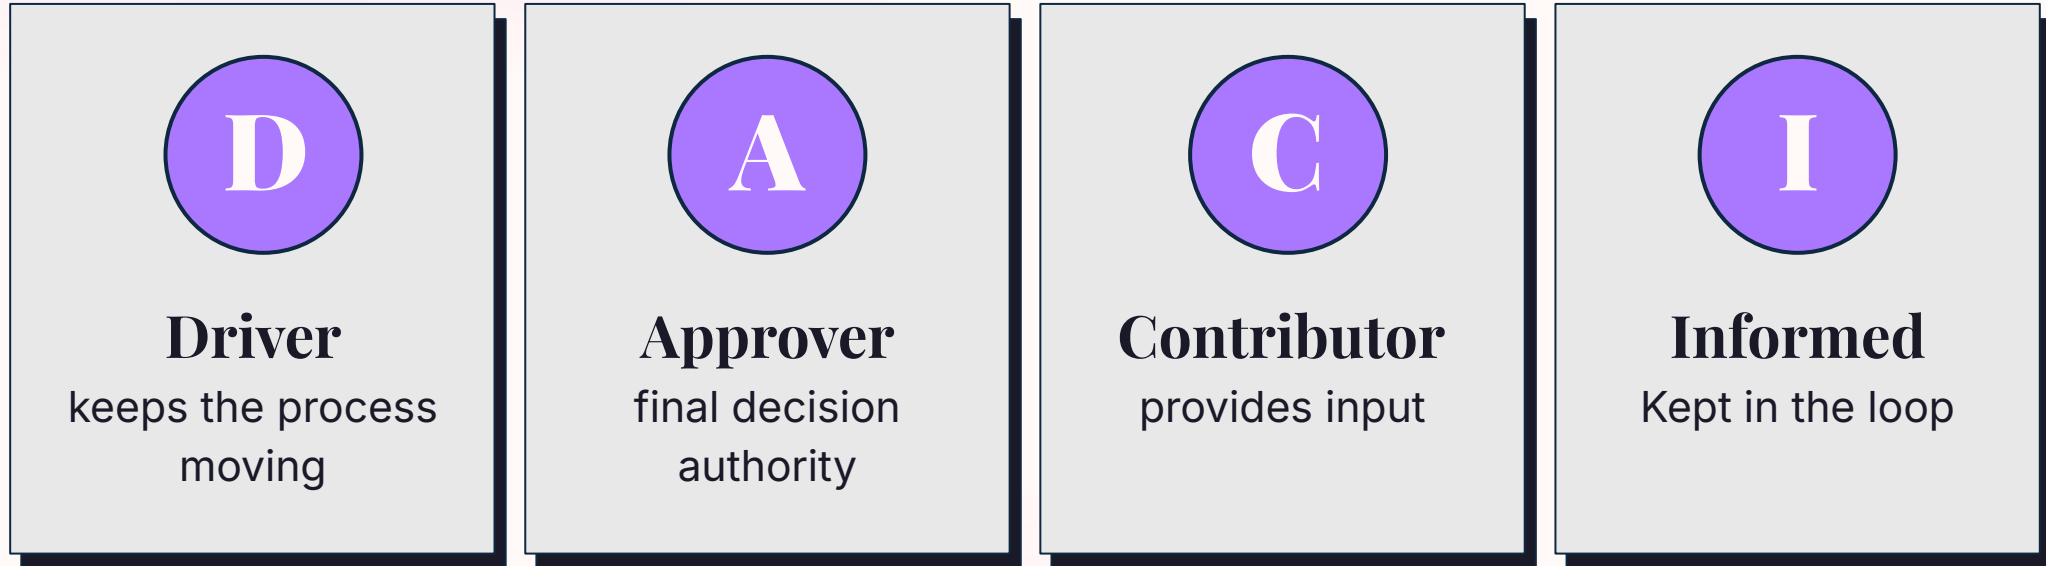 D
Driver
keeps the process
moving
A
Approver
final decision
authority
C
Contributor
provides input
I
Informed
Kept in the loop